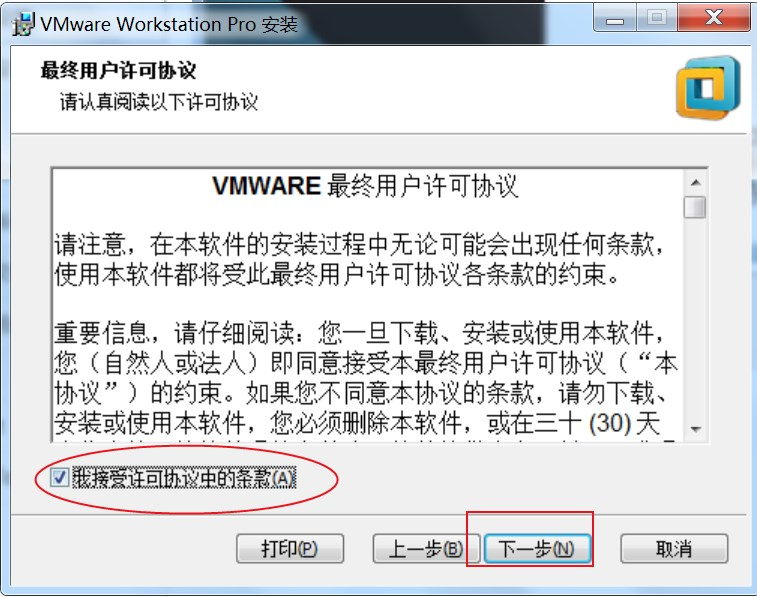 VMware Workstation Pro 安装
最终用户许可协议
请认真阅读以下许可协议
VMWARE 最终用户许可协议
请注意，在本软件的安装过程中无论可能会出现任何条款，
使用本软件都将受此最终用户许可协议各条款的约束。
重要信息，请仔细阅读：您一旦下载、安装或使用本软件，
您（自然人或法人）即同意接受本最终用户许可协议（“本
协议”）的约束。如果您不同意本协议的条款，请勿下载、
安装或使用本软件，您必须删除本软件，或在三十 (30) 天
我接受许可协议中的条款(A)
打印(P) 上一步(B) 下一步(N) 取消